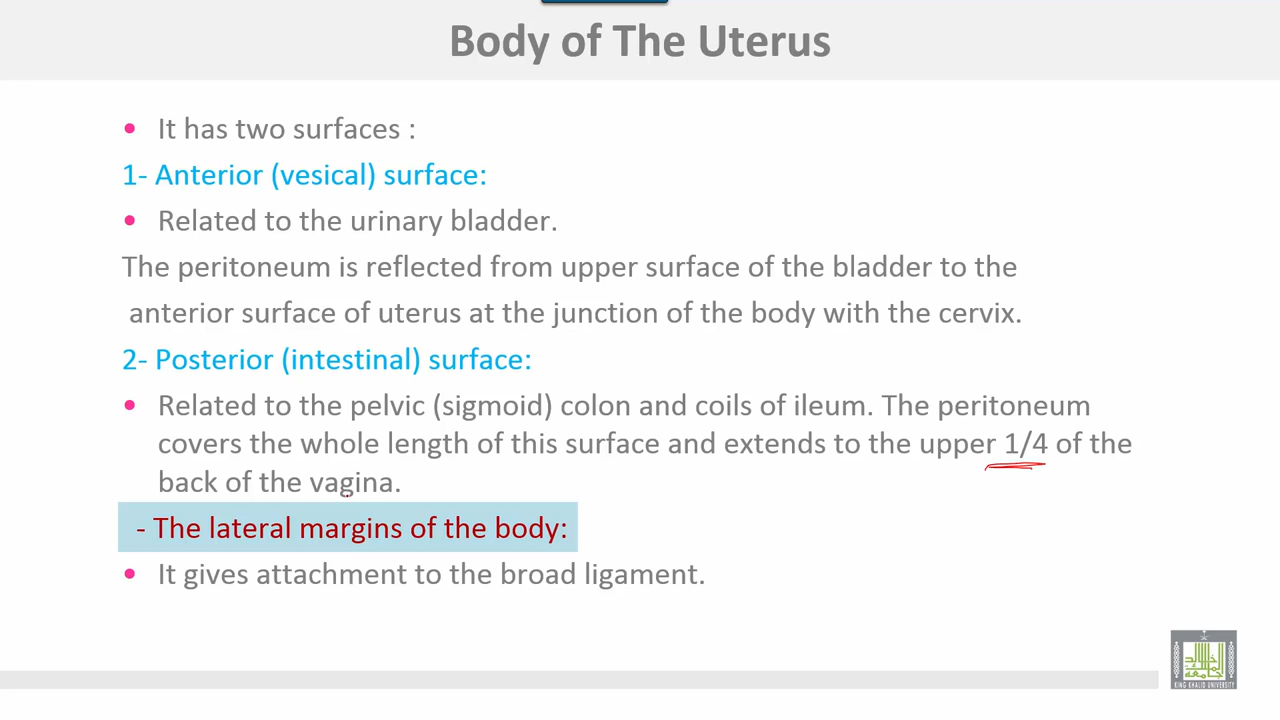 Body of The Uterus
• It has two surfaces :
1- Anterior (vesical) surface:
• Related to the urinary bladder.
The peritoneum is reflected from upper surface of the bladder to the
anterior surface of uterus at the junction of the body with the cervix.
2- Posterior (intestinal) surface:
• Related to the pelvic (sigmoid) colon and coils of ileum. The peritoneum
covers the whole length of this surface and extends to the upper 1/4 of the
back of the vagina.
- The lateral margins of the body:
• It gives attachment to the broad ligament.
KING KHALID UNIVERSITY